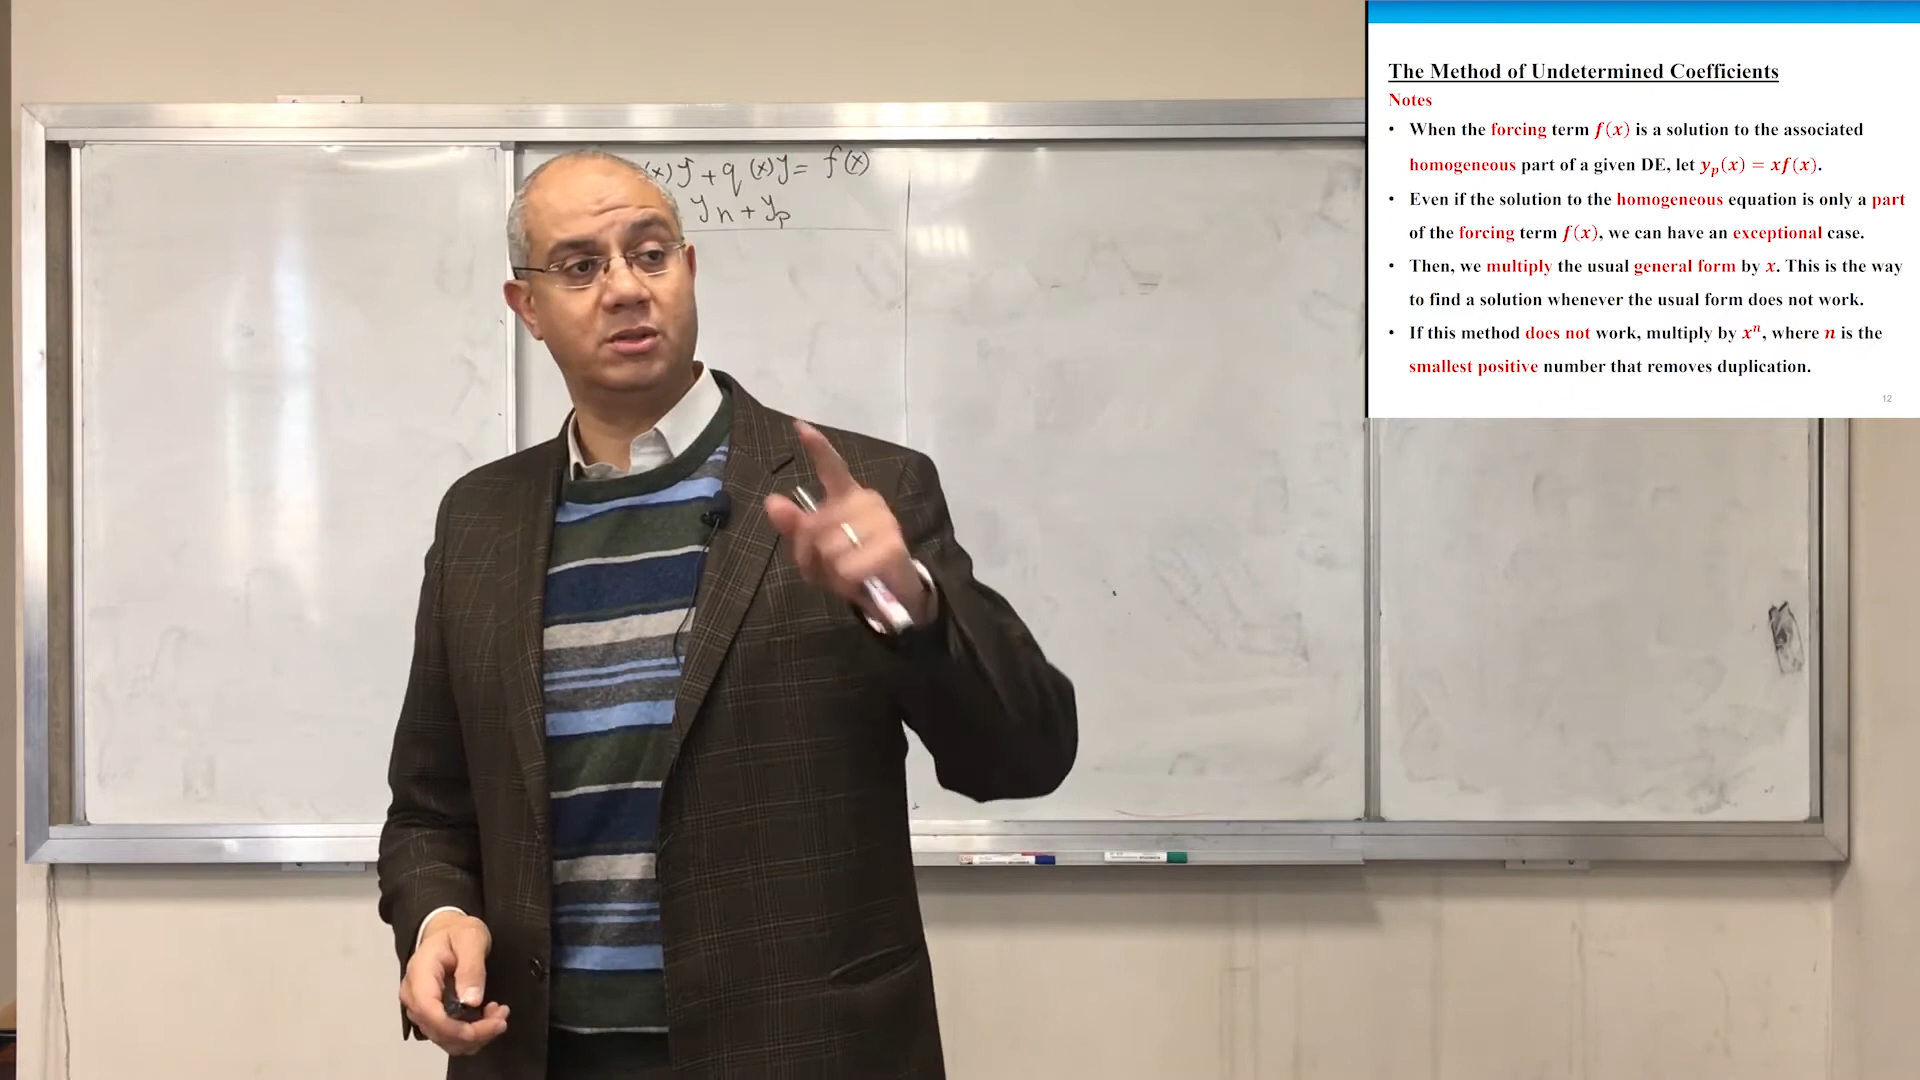 (x)y + q(x)y = f(x)
yh + yp
The Method of Undetermined Coefficients
Notes
• When the forcing term f(x) is a solution to the associated
homogeneous part of a given DE, let yₚ(x) = xf(x).
• Even if the solution to the homogeneous equation is only a part
of the forcing term f(x), we can have an exceptional case.
• Then, we multiply the usual general form by x. This is the way
to find a solution whenever the usual form does not work.
• If this method does not work, multiply by xⁿ, where n is the
smallest positive number that removes duplication.
12